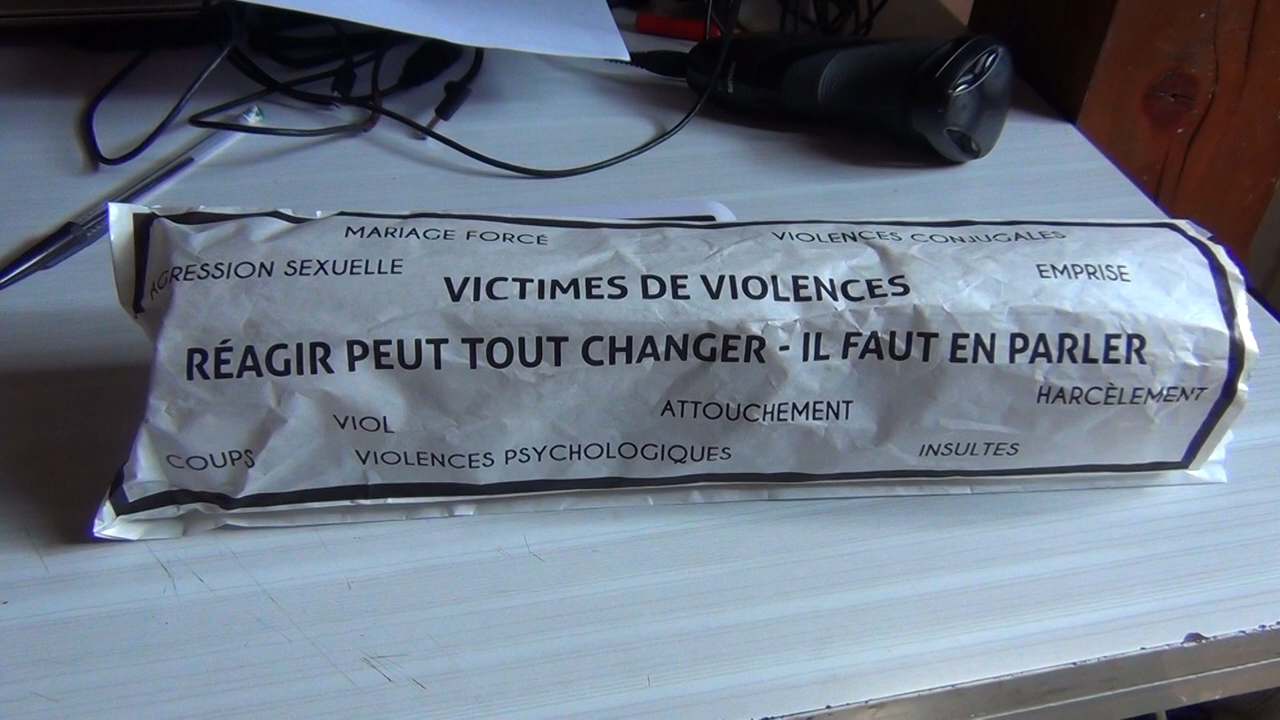 MARIAGE FORCÉ
VIOLENCES CONJUGALES
AGRESSION SEXUELLE
EMPRISE
VICTIMES DE VIOLENCES
RÉAGIR PEUT TOUT CHANGER - IL FAUT EN PARLER
HARCÈLEMENT
ATTOUCHEMENT
VIOL
COUPS
VIOLENCES PSYCHOLOGIQUES
INSULTES